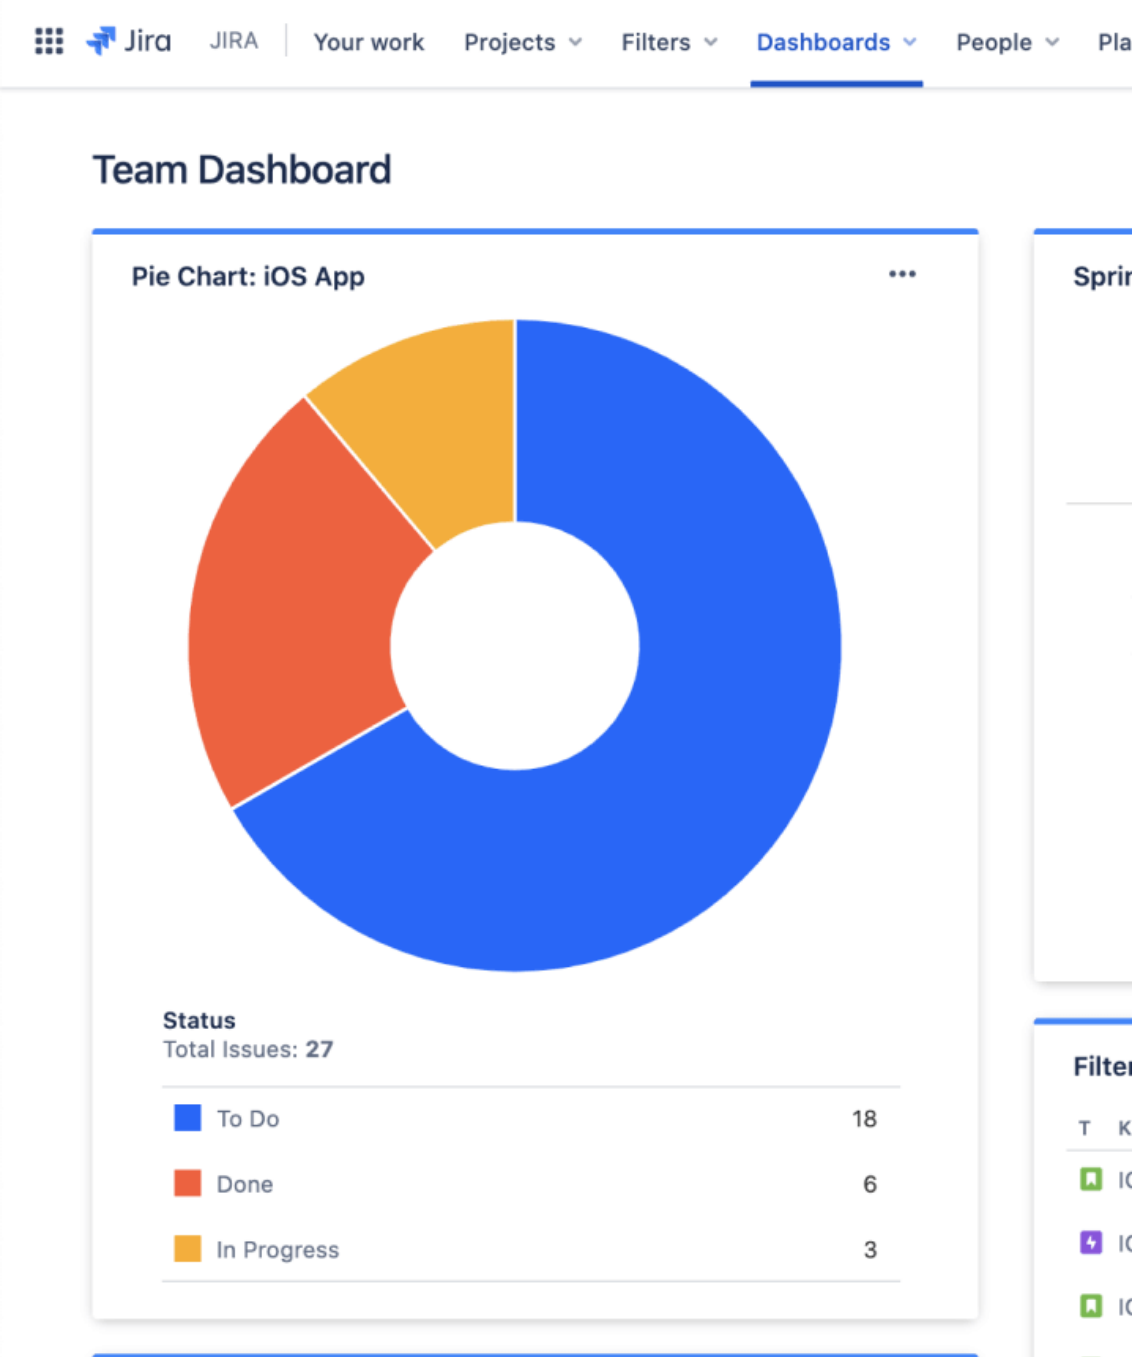 Jira JIRA Your work Projects Filters Dashboards People
Team Dashboard
Pie Chart: iOS App
Status
Total Issues: 27
To Do 18
Done 6
In Progress 3
T